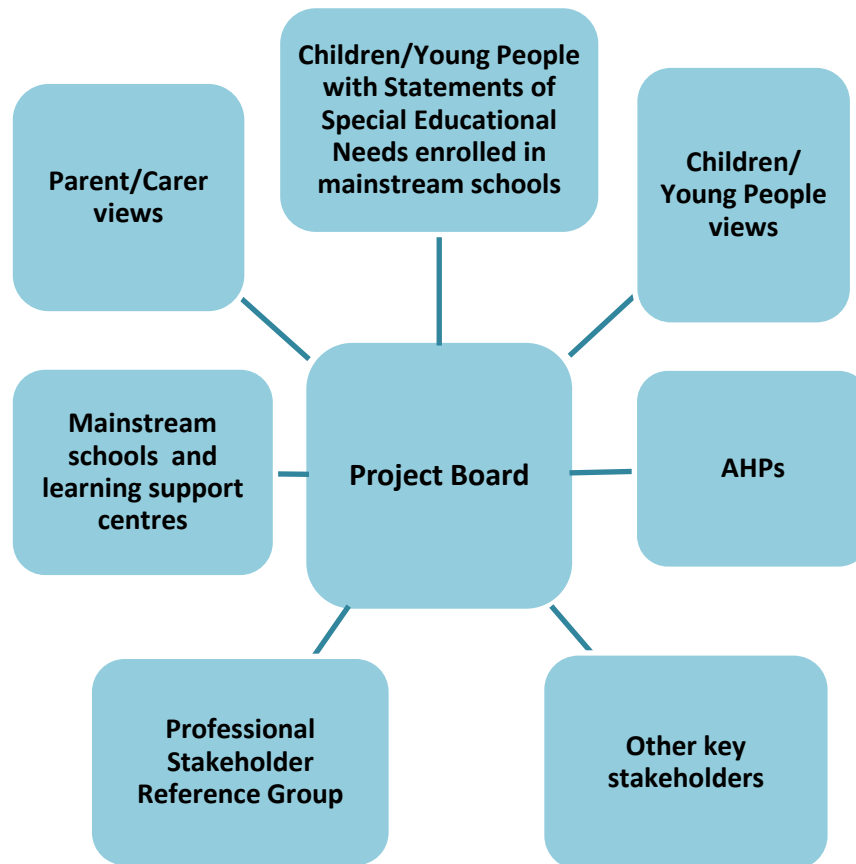 Children/Young People
with Statements of
Special Educational
Needs enrolled in
mainstream schools
Parent/Carer
views
Children/
Young People
views
Mainstream
schools and
learning support
centres
Project Board
AHPs
Professional
Stakeholder
Reference Group
Other key
stakeholders